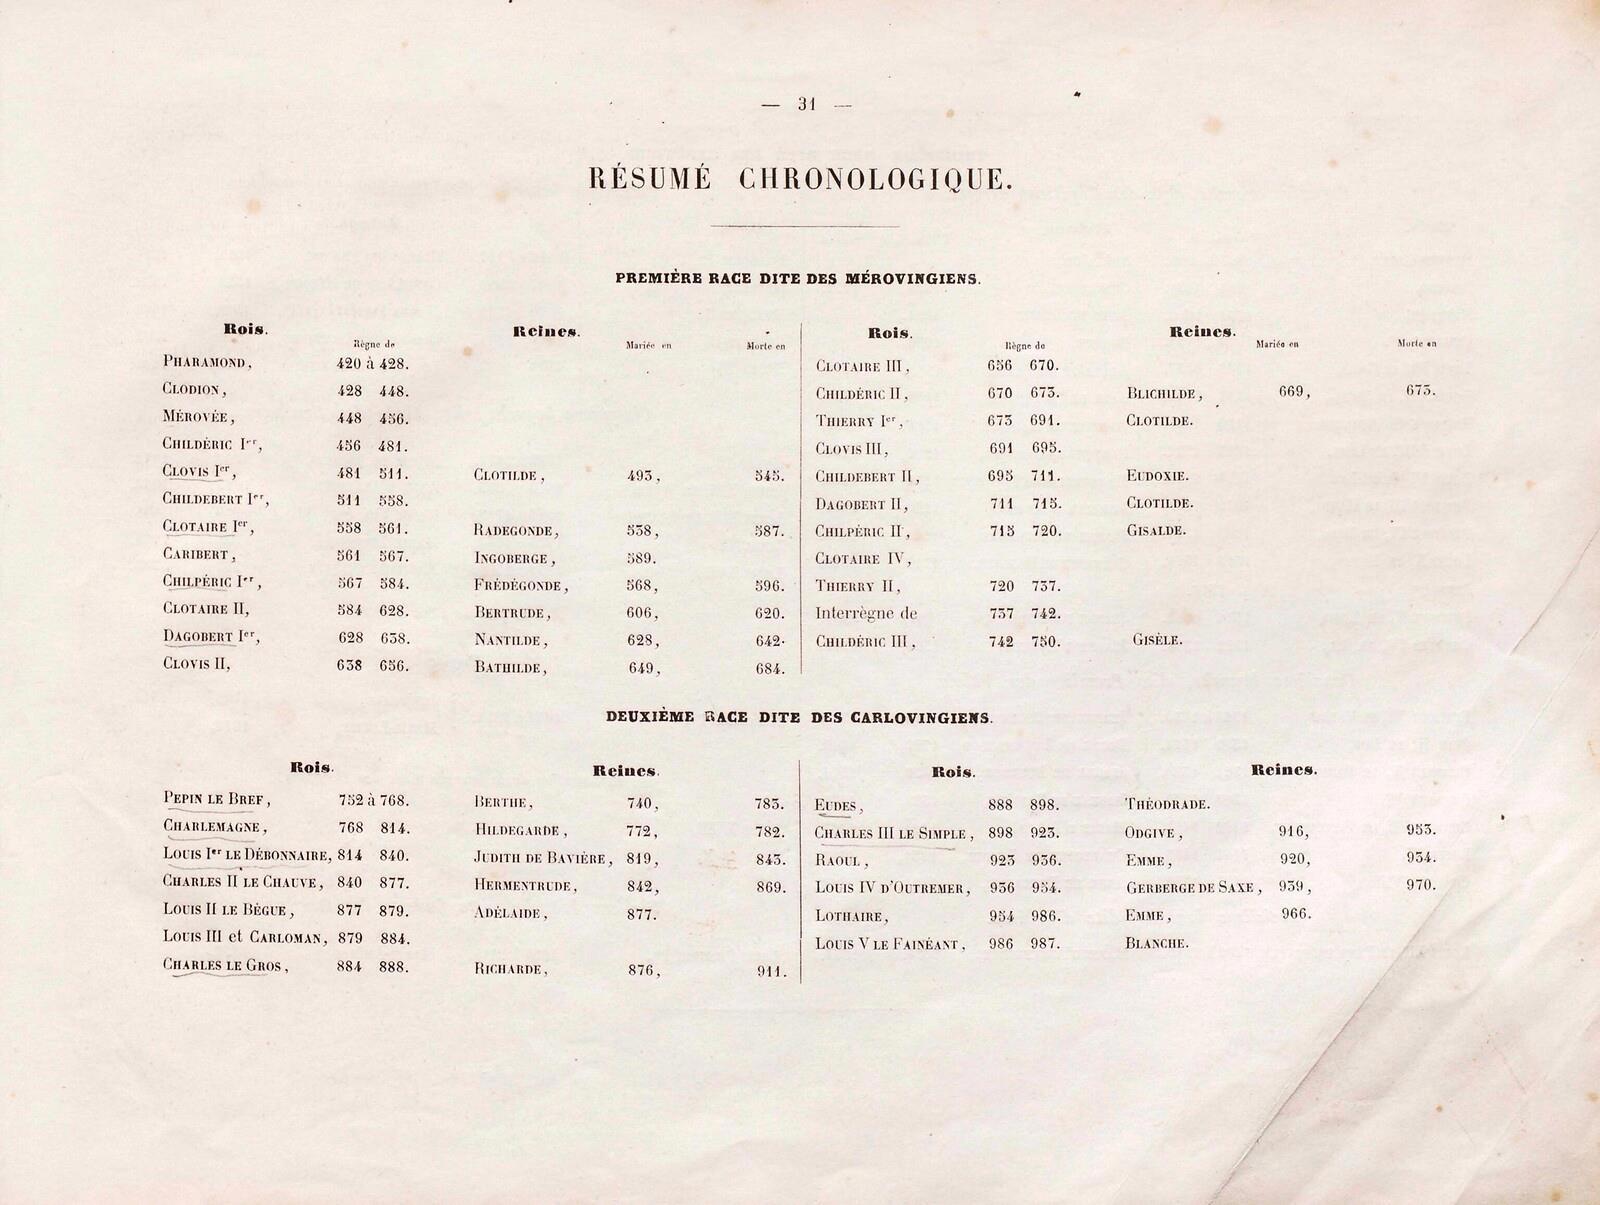 — 31 —
RÉSUMÉ CHRONOLOGIQUE.
PREMIÈRE RACE DITE DES MÉROVINGIENS.
Rois. Reines.
Règne de Mariée en Morte en
PHARAMOND, 420 à 428.
CLODION, 428 448.
MÉROVÉE, 448 456.
CHILDÉRIC Ier, 456 481.
CLOVIS Ier, 481 511. CLOTILDE, 493, 545.
CHILDEBERT Ier, 511 558.
CLOTAIRE Ier, 558 561. RADEGONDE, 538, 587.
CARIBERT, 561 567. INGOBERGE, 589.
CHILPÉRIC Ier, 567 584. FRÉDÉGONDE, 568, 596.
CLOTAIRE II, 584 628. BERTRUDE, 606, 620.
DAGOBERT Ier, 628 638. NANTILDE, 628, 642.
CLOVIS II, 638 656. BATHILDE, 649, 684.
Rois. Reines.
Règne de Mariée en Morte en
CLOTAIRE III, 656 670.
CHILDÉRIC II, 670 673. BLICHILDE, 669, 673.
THIERRY Ier, 673 691. CLOTILDE.
CLOVIS III, 691 695.
CHILDEBERT II, 695 711. EUDOXIE.
DAGOBERT II, 711 715. CLOTILDE.
CHILPÉRIC II, 715 720. GISALDE.
CLOTAIRE IV,
THIERRY II, 720 737.
Interrègne de 737 742.
CHILDÉRIC III, 742 750. GISÈLE.
DEUXIÈME RACE DITE DES CARLOVINGIENS.
Rois. Reines.
PEPIN LE BREF, 752 à 768. BERTHE, 740, 783.
CHARLEMAGNE, 768 814. HILDEGARDE, 772, 782.
LOUIS Ier LE DÉBONNAIRE, 814 840. JUDITH DE BAVIÈRE, 819, 843.
CHARLES II LE CHAUVE, 840 877. HERMENTRUDE, 842, 869.
LOUIS II LE BÈGUE, 877 879. ADÉLAIDE, 877.
LOUIS III et CARLOMAN, 879 884.
CHARLES LE GROS, 884 888. RICHARDE, 876, 911.
Rois. Reines.
EUDES, 888 898. THÉODRADE.
CHARLES III LE SIMPLE, 898 923. ODGIVE, 916, 953.
RAOUL, 923 936. EMME, 920, 934.
LOUIS IV D'OUTREMER, 936 954. GERBERGE DE SAXE, 939, 970.
LOTHAIRE, 954 986. EMME, 966.
LOUIS V LE FAINÉANT, 986 987. BLANCHE.